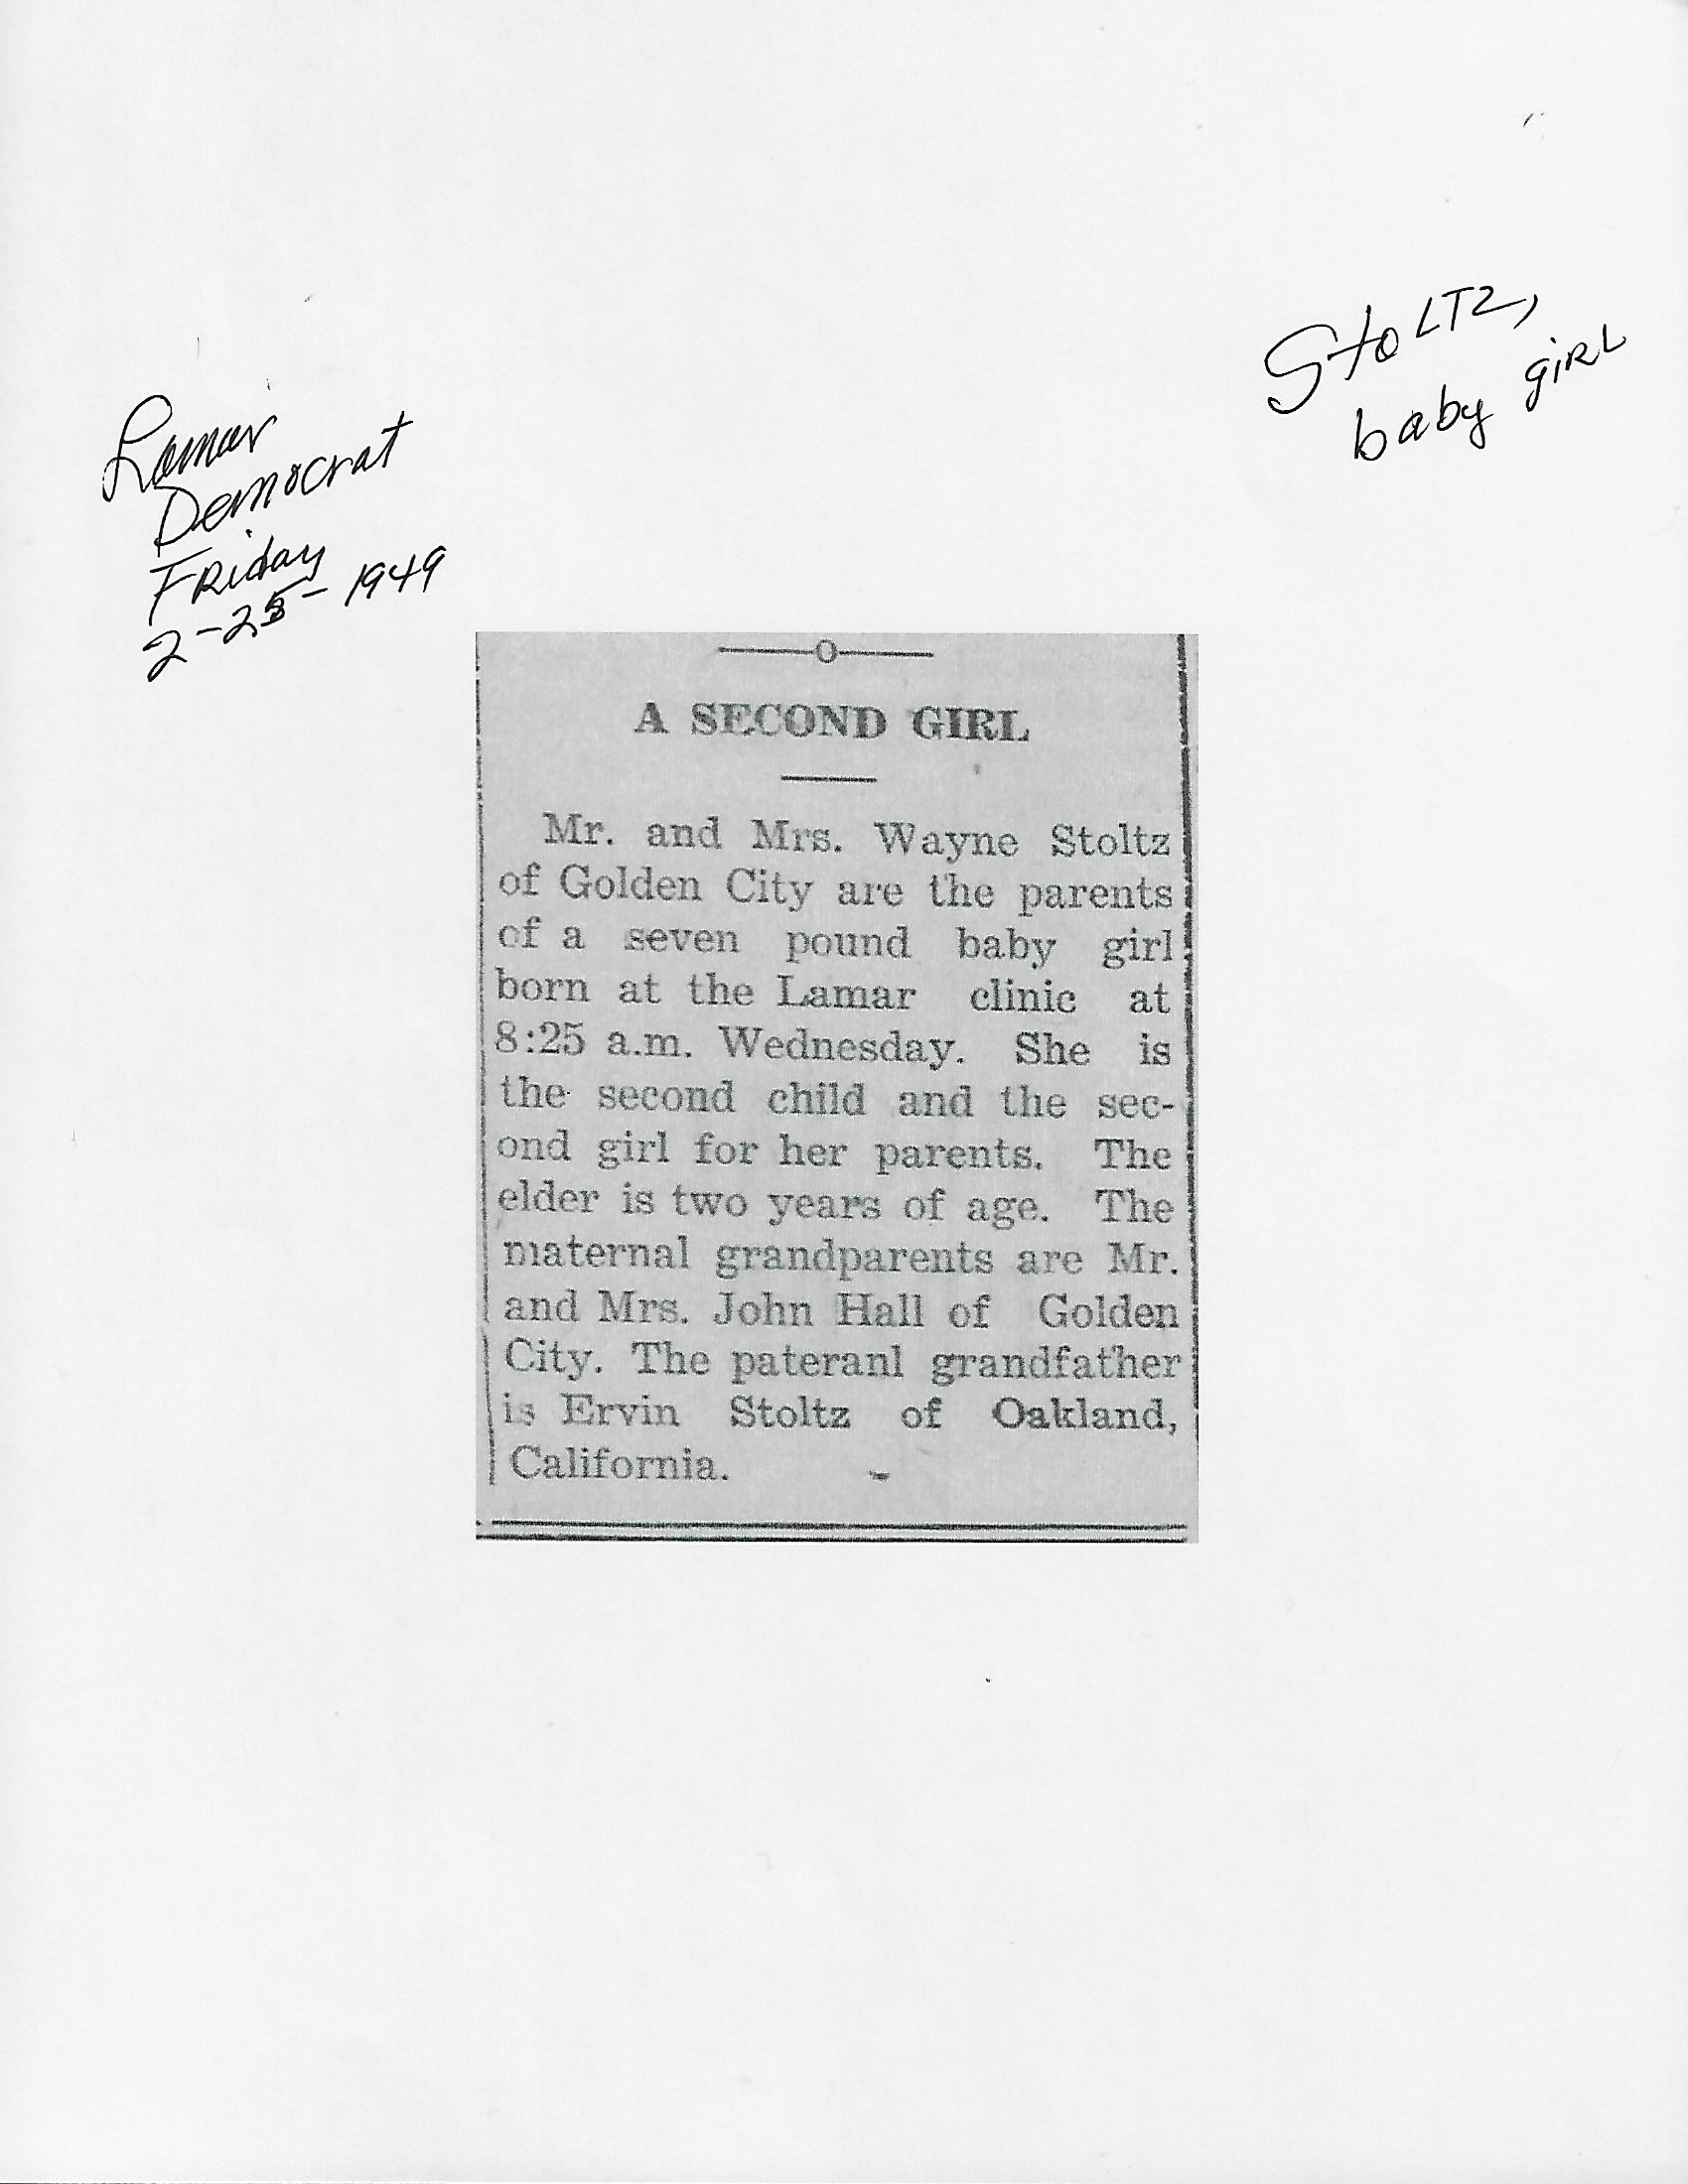 Stoltz,
baby girl
Lamar
Democrat
Friday
2-25-1949
O
A SECOND GIRL
Mr. and Mrs. Wayne Stoltz
of Golden City are the parents
of a seven pound baby girl
born at the Lamar clinic at
8:25 a.m. Wednesday. She is
the second child and the sec-
ond girl for her parents. The
elder is two years of age. The
maternal grandparents are Mr.
and Mrs. John Hall of Golden
City. The pateranl grandfather
is Ervin Stoltz of Oakland,
California.